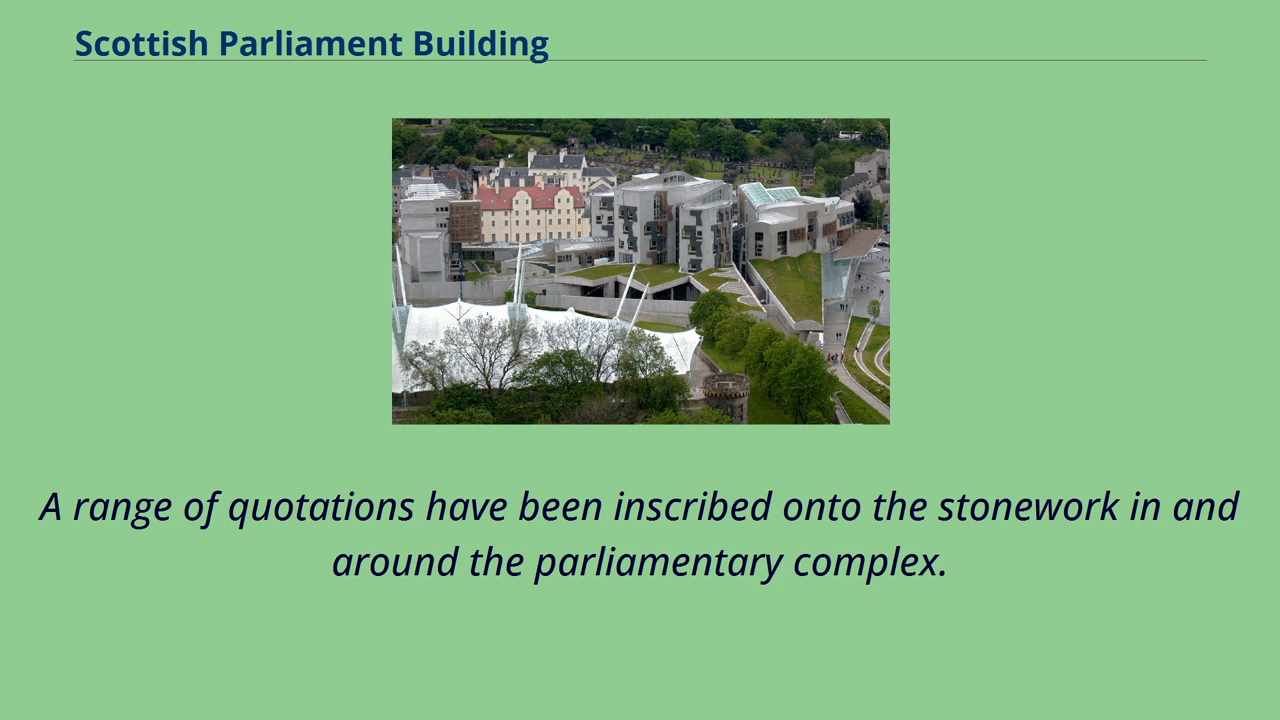 Scottish Parliament Building
A range of quotations have been inscribed onto the stonework in and
around the parliamentary complex.